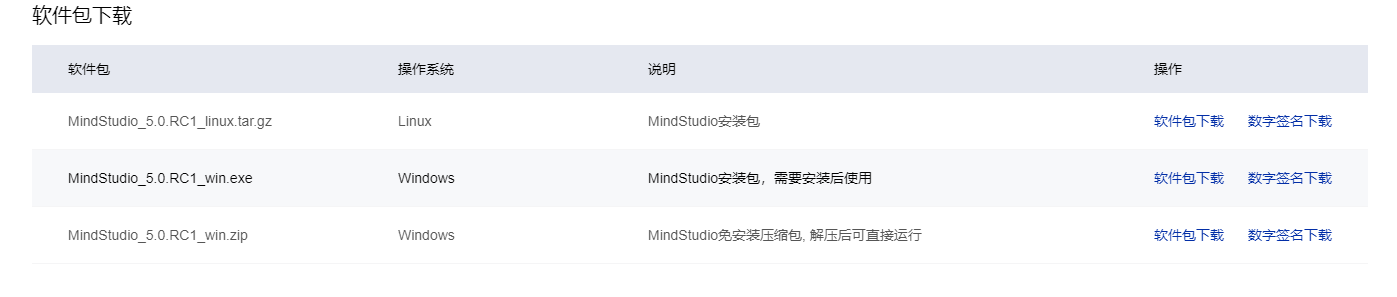 软件包下载
软件包 操作系统 说明 操作
MindStudio_5.0.RC1_linux.tar.gz Linux MindStudio安装包 软件包下载 数字签名下载
MindStudio_5.0.RC1_win.exe Windows MindStudio安装包，需要安装后使用 软件包下载 数字签名下载
MindStudio_5.0.RC1_win.zip Windows MindStudio免安装压缩包, 解压后可直接运行 软件包下载 数字签名下载